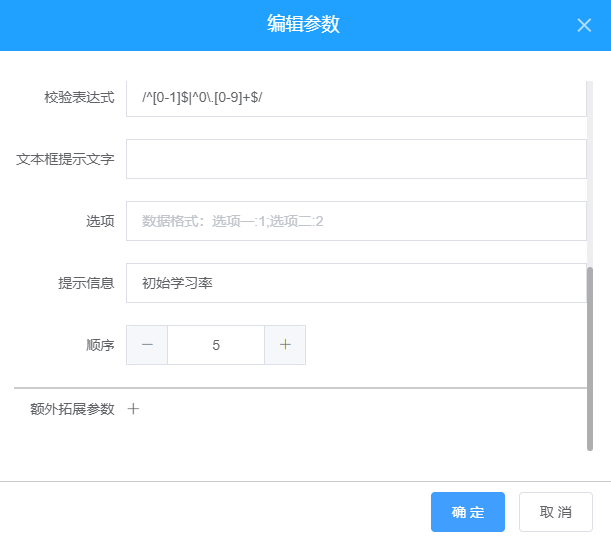 编辑参数
校验表达式 /^[0-1]$|^0\.[0-9]+$/
文本框提示文字
选项 数据格式：选项一:1;选项二:2
提示信息 初始学习率
顺序 5
额外拓展参数
确定 取消